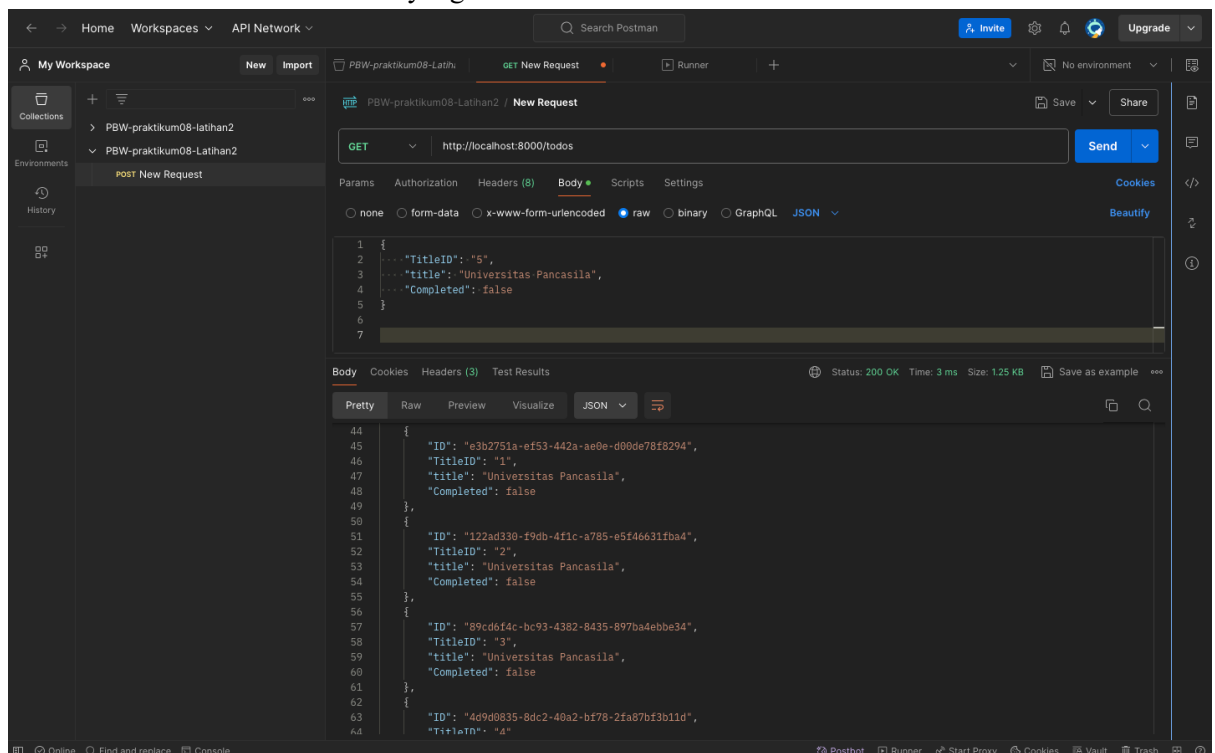 Home Workspaces API Network Search Postman Invite Upgrade
My Workspace New Import PBW-praktikum08-Latihı GET New Request Runner No environment
Collections
PBW-praktikum08-Latihan2 / New Request Save Share
PBW-praktikum08-latihan2
PBW-praktikum08-Latihan2
POST New Request
Environments
History
GET http://localhost:8000/todos Send
Params Authorization Headers (8) Body Scripts Settings Cookies
none form-data x-www-form-urlencoded raw binary GraphQL JSON Beautify
1 {
2 "TitleID": "5",
3 "title": "Universitas Pancasila",
4 "Completed": false
5 }
6
7
Body Cookies Headers (3) Test Results Status: 200 OK Time: 3 ms Size: 1.25 KB Save as example
Pretty Raw Preview Visualize JSON
44 {
45 "ID": "e3b2751a-ef53-442a-ae0e-d00de78f8294",
46 "TitleID": "1",
47 "title": "Universitas Pancasila",
48 "Completed": false
49 },
50 {
51 "ID": "122ad330-f9db-4f1c-a785-e5f46631fba4",
52 "TitleID": "2",
53 "title": "Universitas Pancasila",
54 "Completed": false
55 },
56 {
57 "ID": "89cd6f4c-bc93-4382-8435-897ba4ebbe34",
58 "TitleID": "3",
59 "title": "Universitas Pancasila",
60 "Completed": false
61 },
62 {
63 "ID": "4d9d0835-8dc2-40a2-bf78-2fa87bf3b11d",
64 "TitleID": "4"
Online Find and replace Console Postbot Runner Start Proxy Cookies Vault Trash